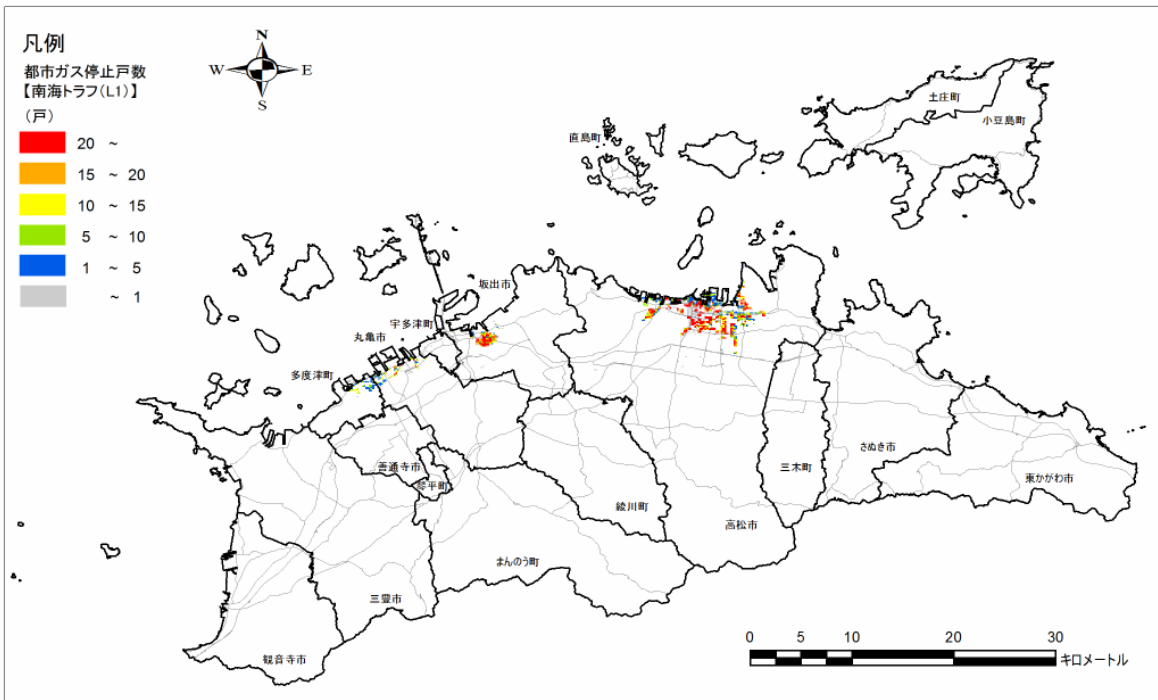 凡例
都市ガス停止戸数
【南海トラフ(L1)】
(戸)
20 ~
15 ~ 20
10 ~ 15
5 ~ 10
1 ~ 5
~ 1
N
W E
S
土庄町
小豆島町
直島町
坂出市
宇多津町
丸亀市
多度津町
善通寺市
琴平町
さぬき市
三木町
東かがわ市
綾川町
高松市
まんのう町
三豊市
観音寺市
0 5 10 20 30
キロメートル